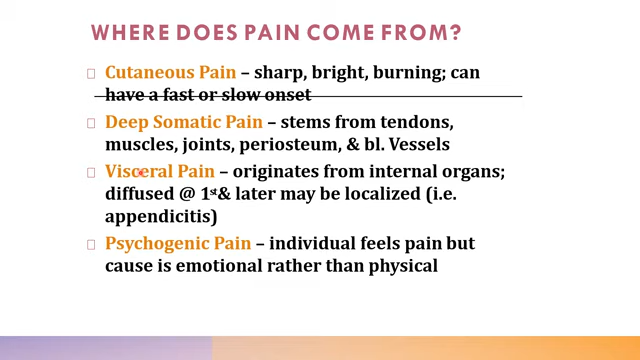 WHERE DOES PAIN COME FROM?
Cutaneous Pain – sharp, bright, burning; can
have a fast or slow onset
Deep Somatic Pain – stems from tendons,
muscles, joints, periosteum, & bl. Vessels
Visceral Pain – originates from internal organs;
diffused @ 1st& later may be localized (i.e.
appendicitis)
Psychogenic Pain – individual feels pain but
cause is emotional rather than physical